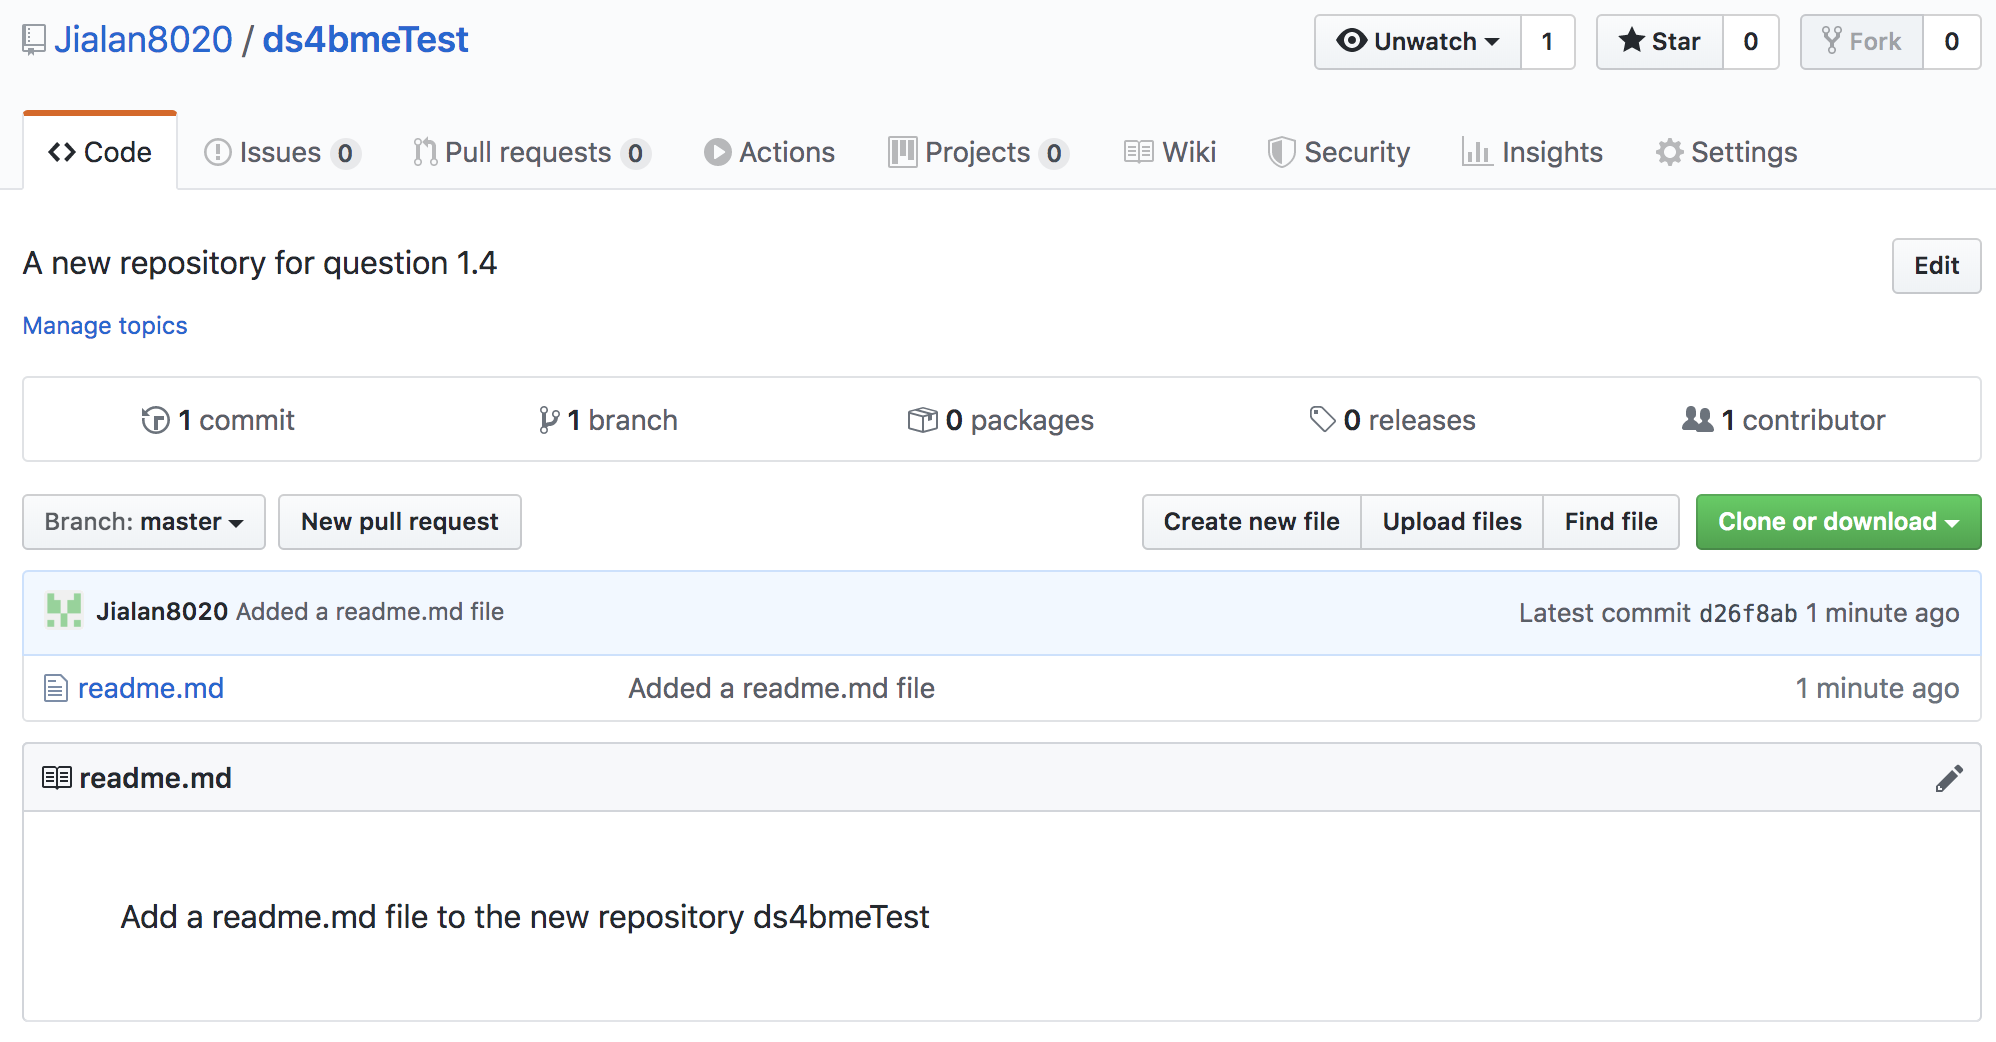 Jialan8020 / ds4bmeTest
Unwatch 1 Star 0 Fork 0
Code Issues 0 Pull requests 0 Actions Projects 0 Wiki Security Insights Settings
A new repository for question 1.4 Edit
Manage topics
1 commit 1 branch 0 packages 0 releases 1 contributor
Branch: master New pull request Create new file Upload files Find file Clone or download
Jialan8020 Added a readme.md file Latest commit d26f8ab 1 minute ago
readme.md Added a readme.md file 1 minute ago
readme.md
Add a readme.md file to the new repository ds4bmeTest